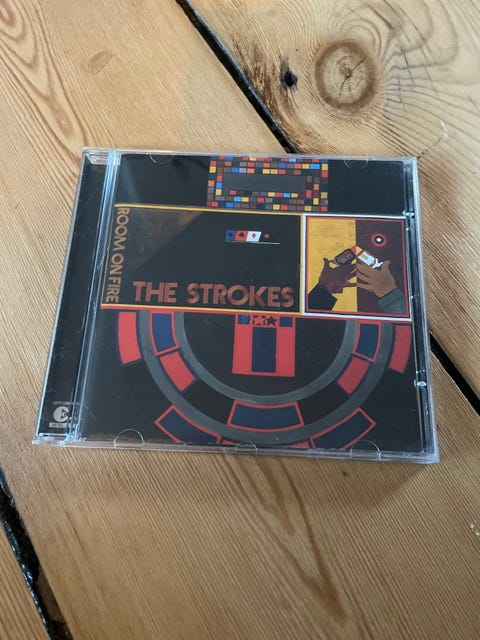 ROOM ON FIRE
THE STROKES